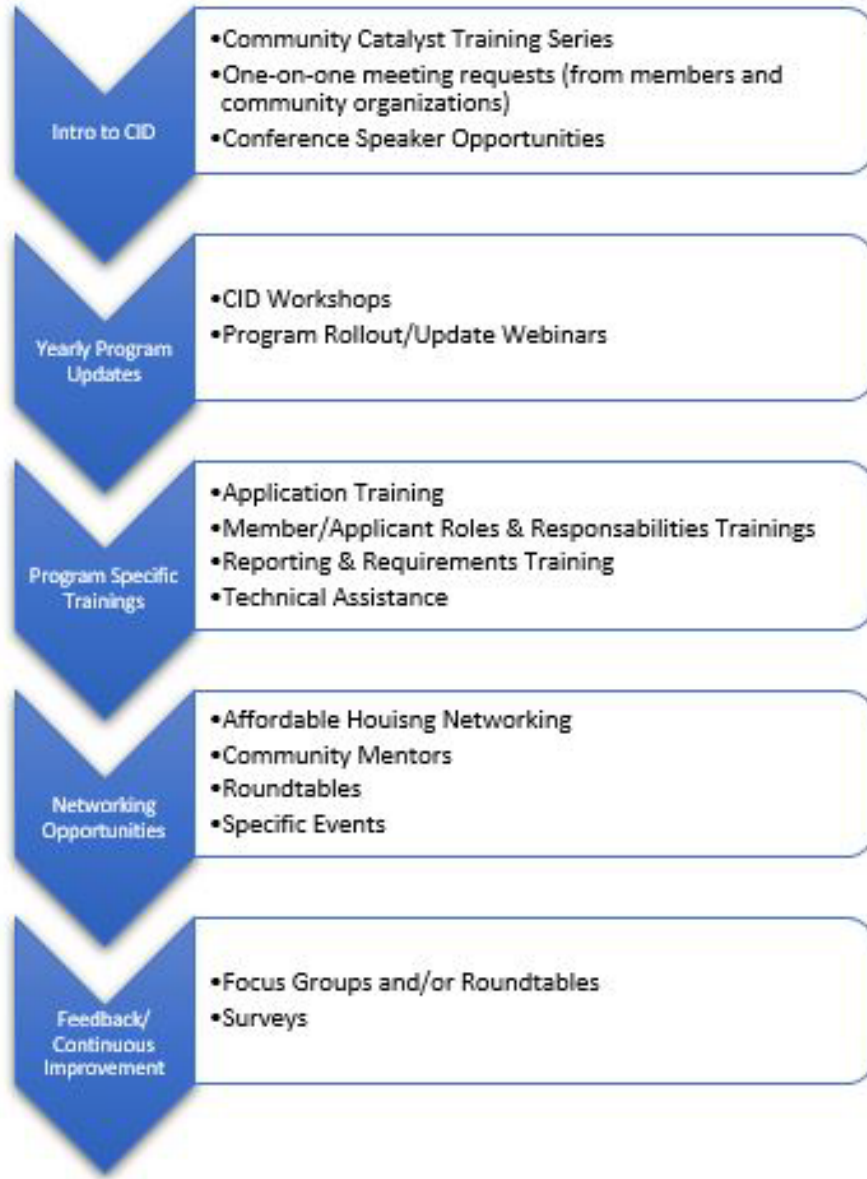 Intro to CID
•Community Catalyst Training Series
•One-on-one meeting requests (from members and
community organizations)
•Conference Speaker Opportunities
Yearly Program
Updates
•CID Workshops
•Program Rollout/Update Webinars
Program Specific
Trainings
•Application Training
•Member/Applicant Roles & Responsabilities Trainings
•Reporting & Requirements Training
•Technical Assistance
Networking
Opportunities
•Affordable Houisng Networking
•Community Mentors
•Roundtables
•Specific Events
Feedback/
Continuous
Improvement
•Focus Groups and/or Roundtables
•Surveys